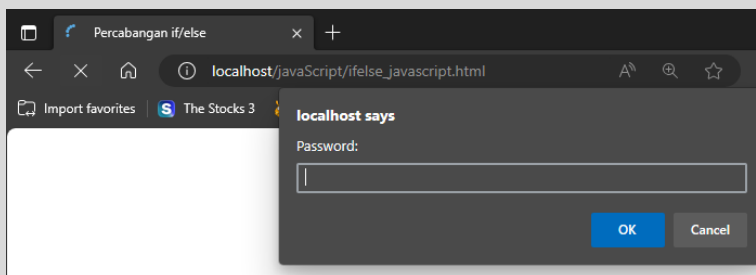 Percabangan if/else
localhost/javaScript/ifelse_javascript.html
Import favorites
The Stocks 3
localhost says
Password:
OK
Cancel